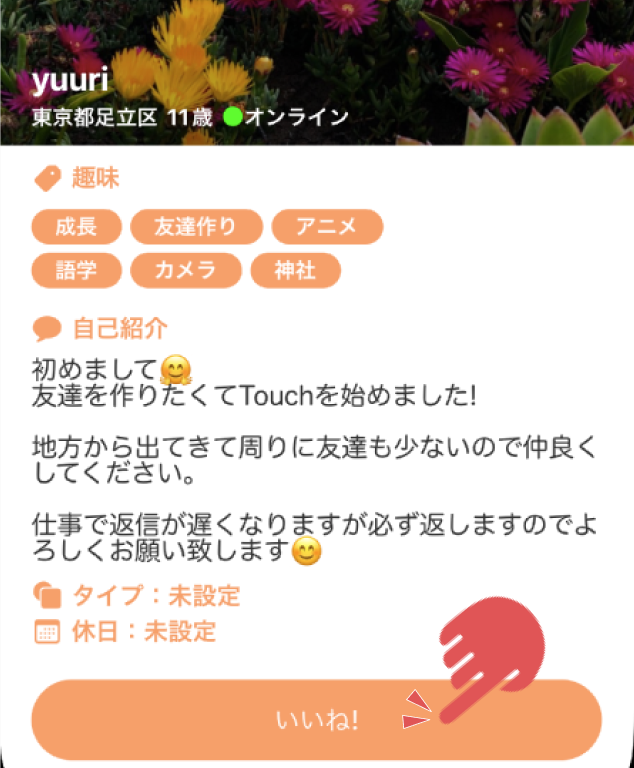 yuuri
東京都足立区 11歳 オンライン
趣味
成長 友達作り アニメ
語学 カメラ 神社
自己紹介
初めまして🤗
友達を作りたくてTouchを始めました!
地方から出てきて周りに友達も少ないので仲良く
してください。
仕事で返信が遅くなりますが必ず返しますのでよ
ろしくお願い致します😊
タイプ：未設定
休日：未設定
いいね!